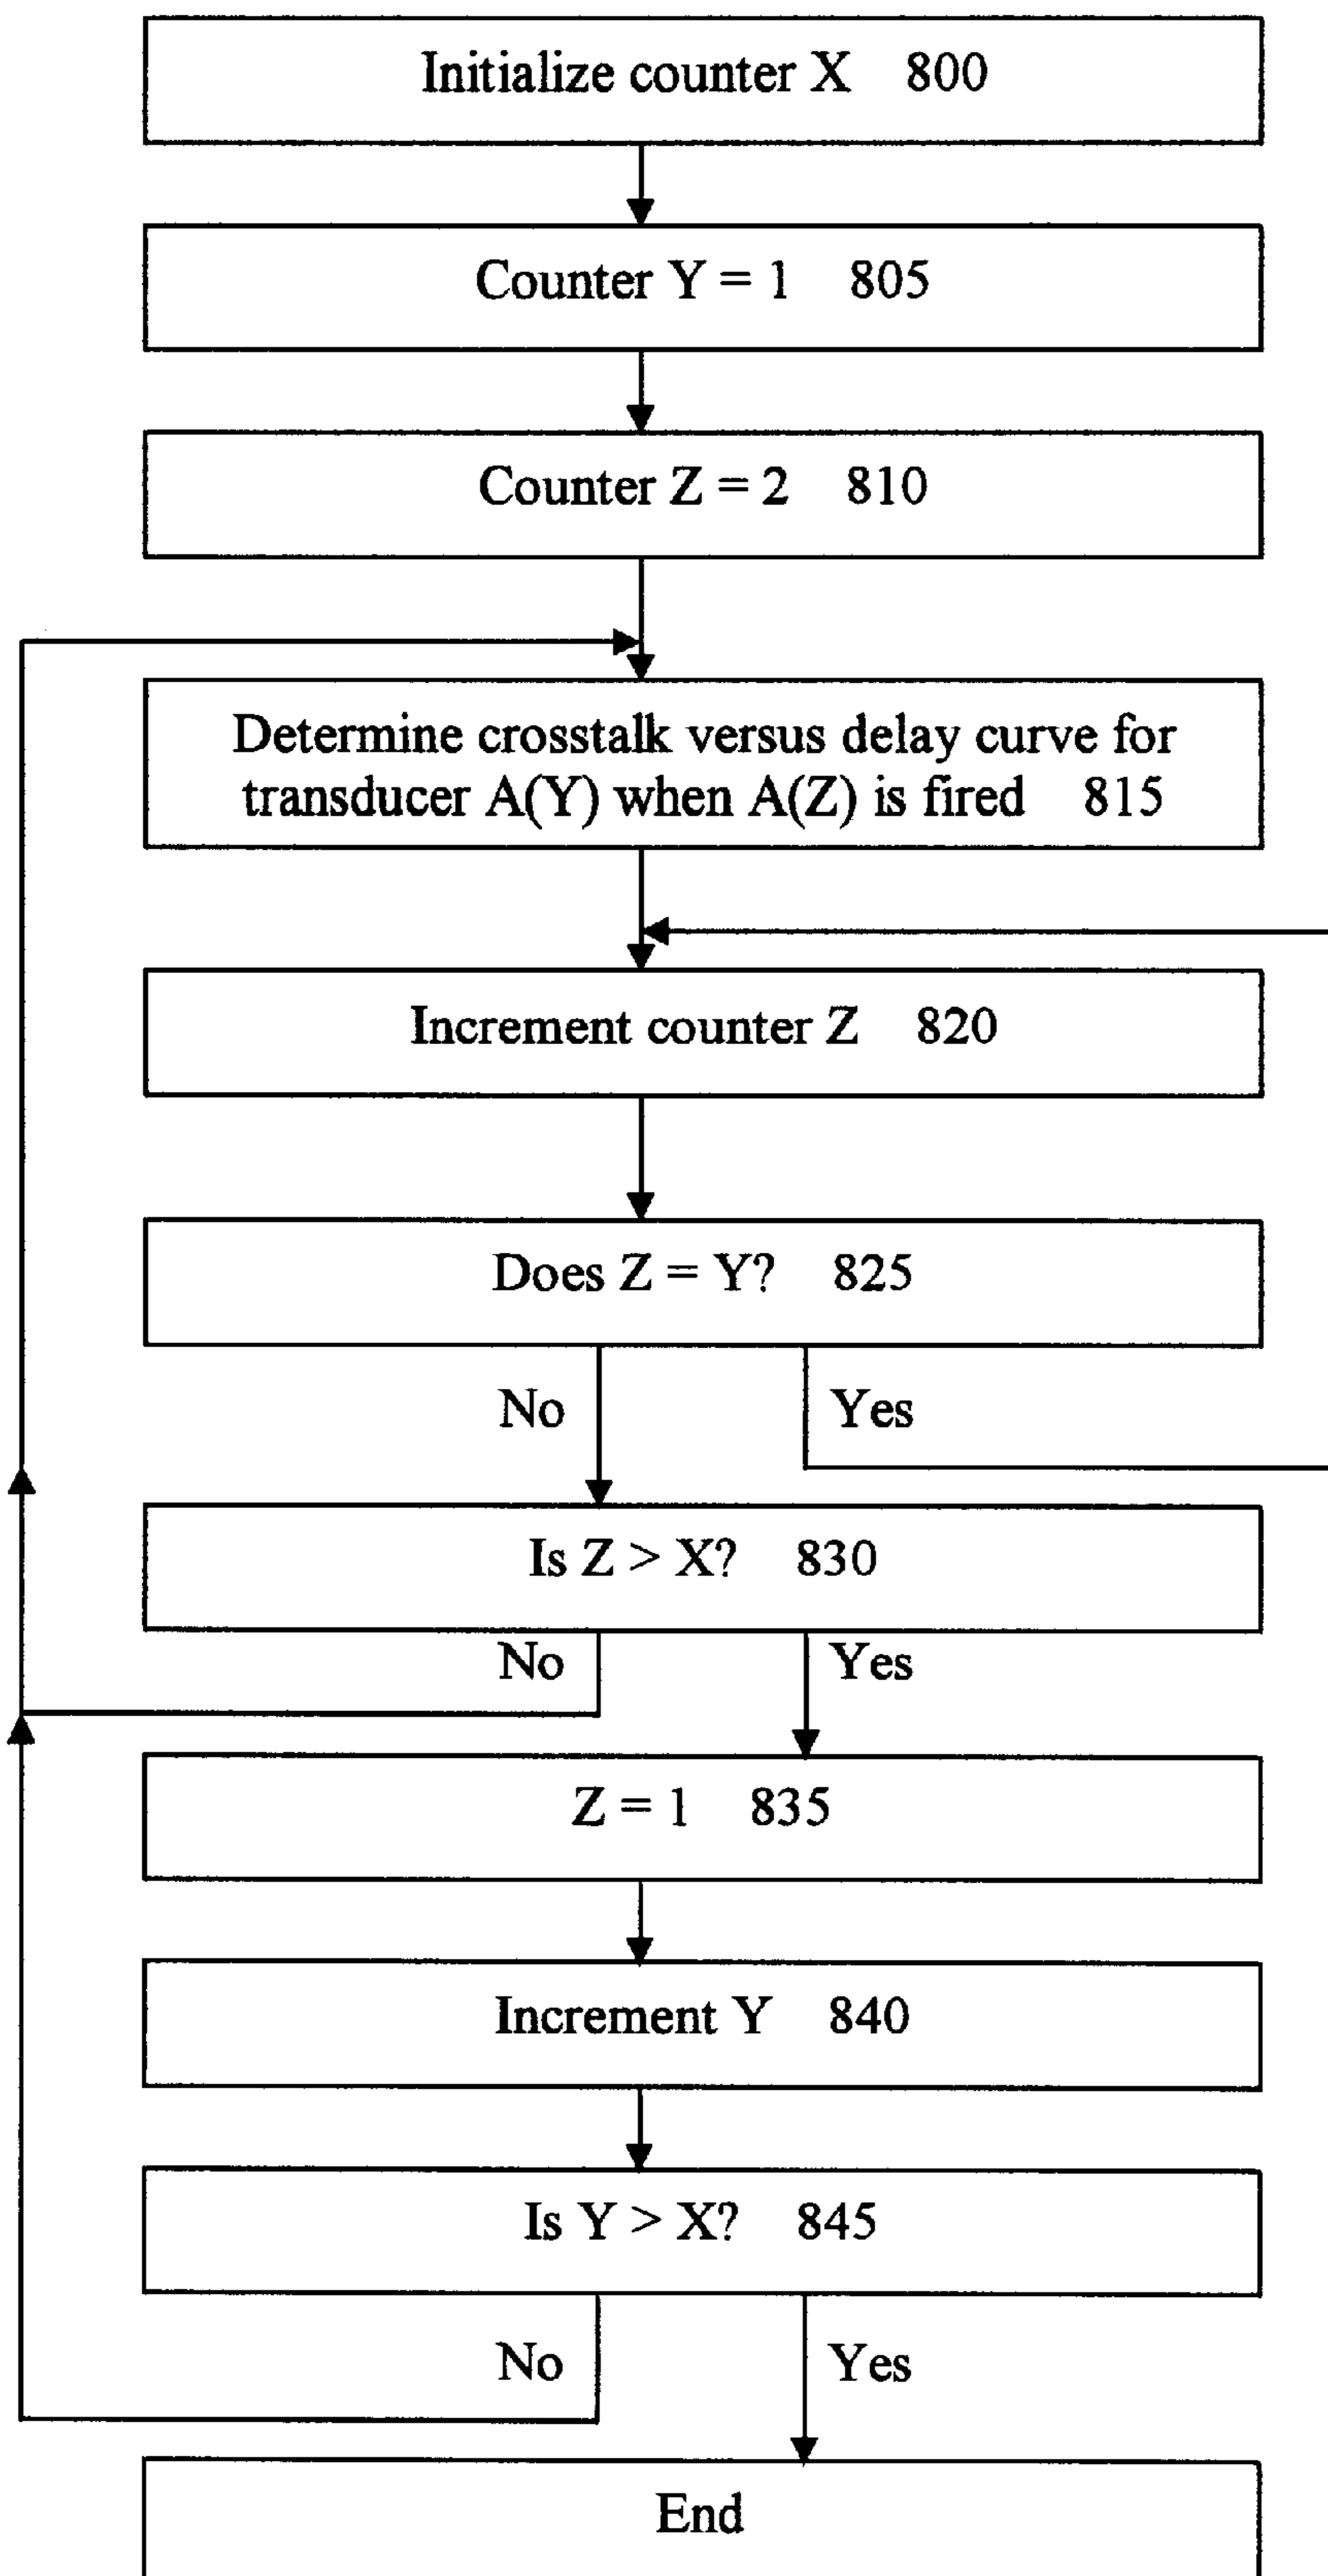 Initialize counter X 800
Counter Y = 1 805
Counter Z = 2 810
Determine crosstalk versus delay curve for
transducer A(Y) when A(Z) is fired 815
Increment counter Z 820
Does Z = Y? 825
No
Yes
Is Z > X? 830
No
Yes
Z = 1 835
Increment Y 840
Is Y > X? 845
No
Yes
End